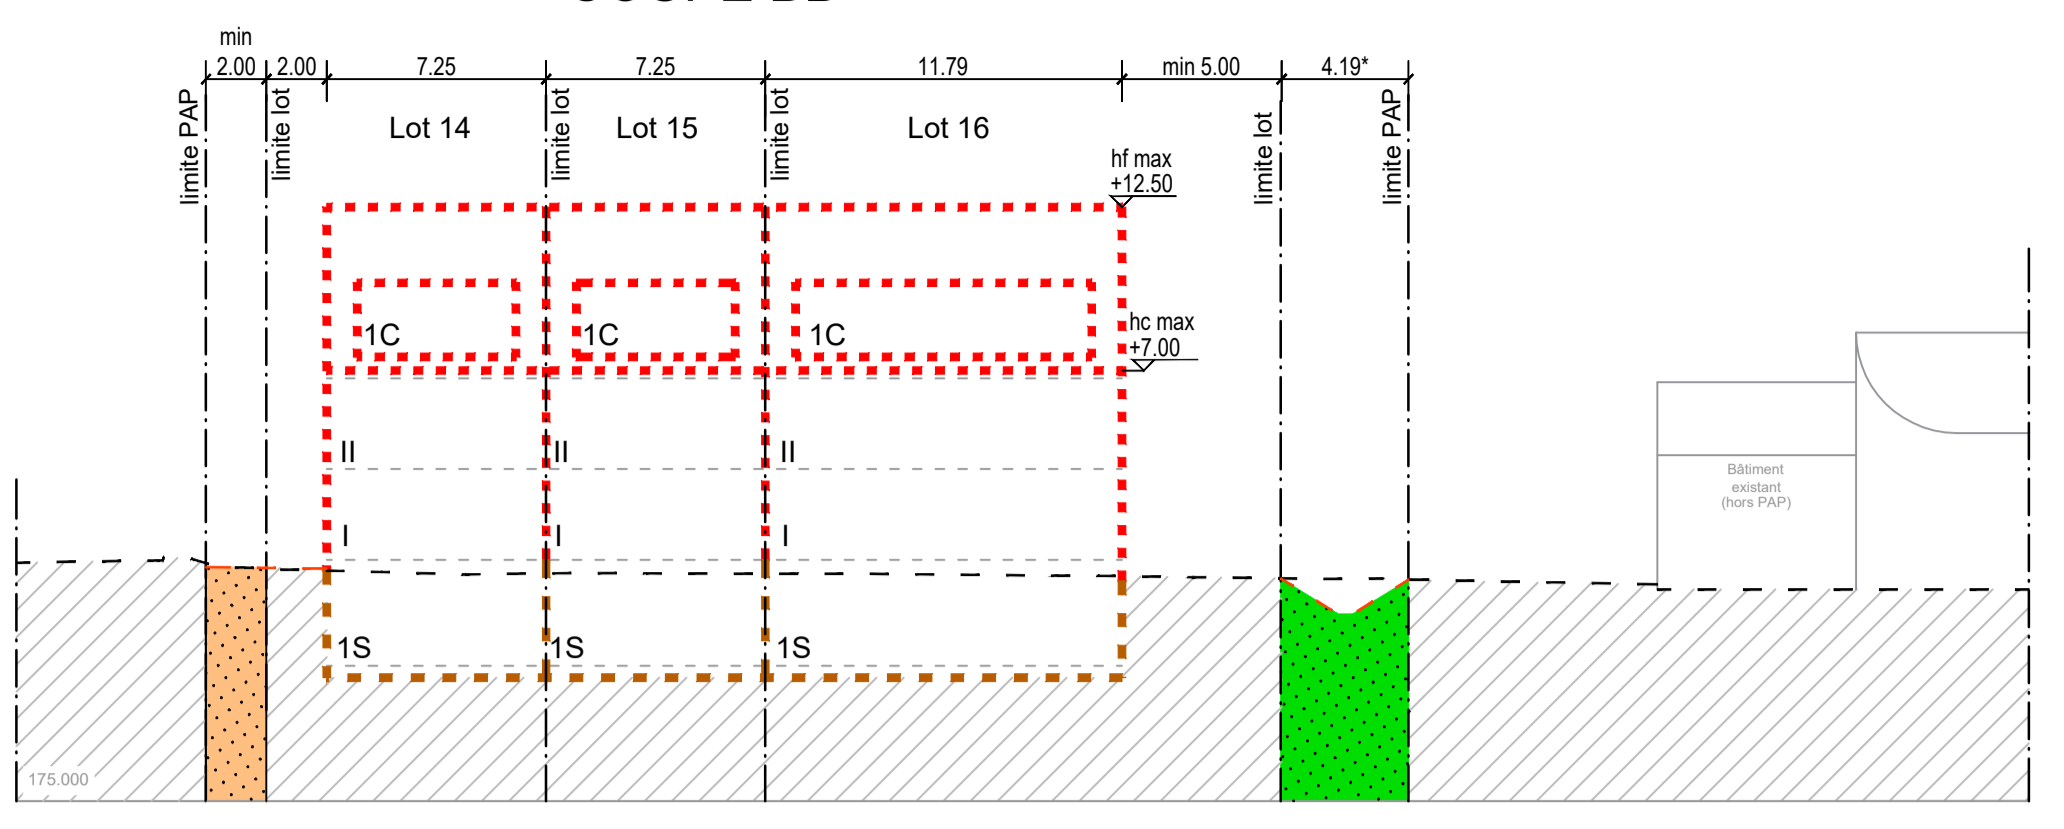 min
2.00 2.00 7.25 7.25 11.79 min 5.00 4.19*
limite PAP
limite lot
Lot 14
limite lot
Lot 15
limite lot
Lot 16
limite lot
limite PAP
hf max
+12.50
hc max
+7.00
1C 1C 1C
II II II
I I I
1S 1S 1S
Bâtiment
existant
(hors PAP)
175.000